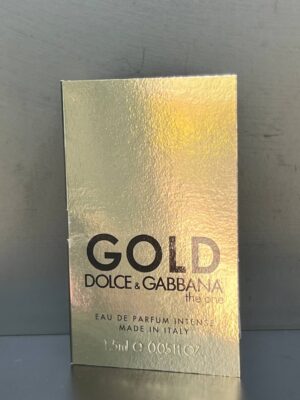 GOLD
DOLCE & GABBANA
the one
EAU DE PARFUM INTENSE
MADE IN ITALY
1.5ml ℮ 0.05 fl OZ